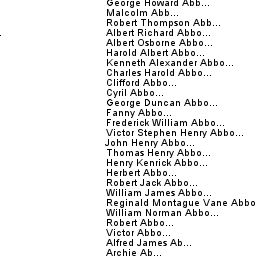 George Howard Abb...
Malcolm Abb...
Robert Thompson Abb...
Albert Richard Abbo...
Albert Osborne Abbo...
Harold Albert Abbo...
Kenneth Alexander Abbo...
Charles Harold Abbo...
Clifford Abbo...
Cyril Abbo...
George Duncan Abbo...
Fanny Abbo...
Frederick William Abbo...
Victor Stephen Henry Abbo...
John Henry Abbo...
Thomas Henry Abbo...
Henry Kenrick Abbo...
Herbert Abbo...
Robert Jack Abbo...
William James Abbo...
Reginald Montague Vane Abbo
William Norman Abbo...
Robert Abbo...
Victor Abbo...
Alfred James Ab...
Archie Ab...